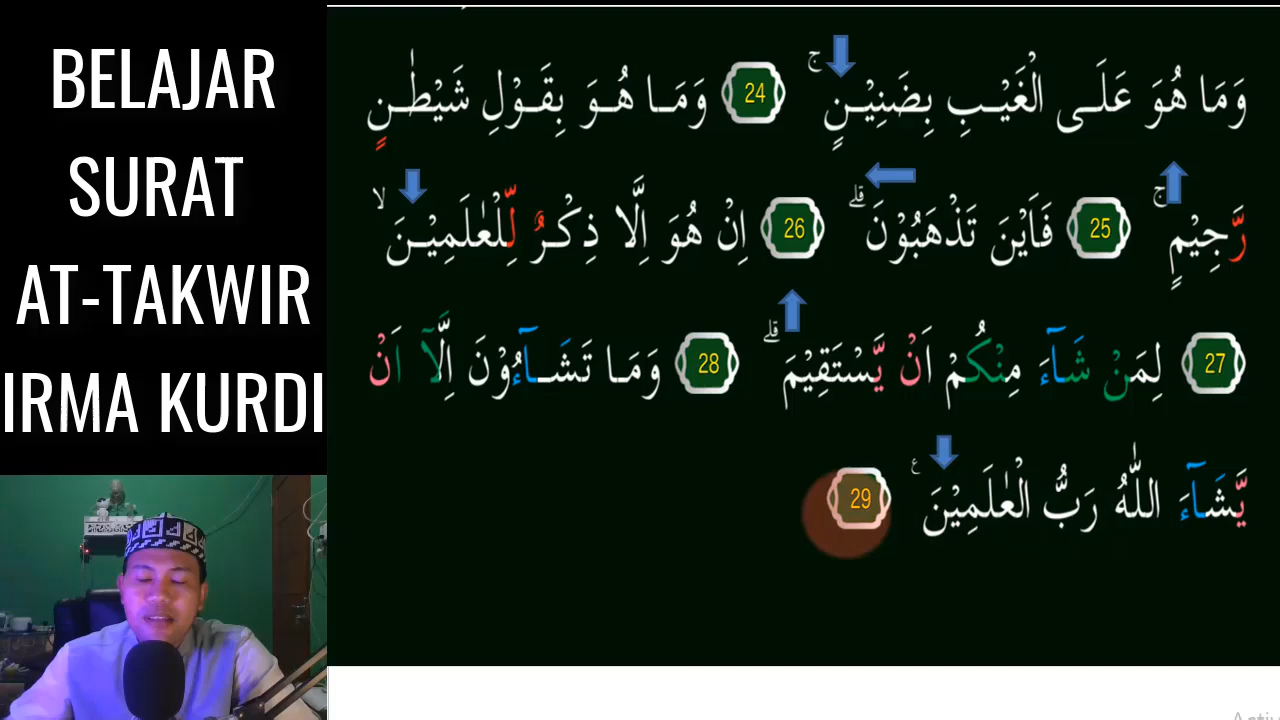 BELAJAR
SURAT
AT-TAKWIR
IRMA KURDI
وَمَا هُوَ عَلَى الْغَيْبِ بِضَنِيْنٍۚ 24 وَمَا هُوَ بِقَوْلِ شَيْطٰنٍ
رَّجِيْمٍۚ 25 فَاَيْنَ تَذْهَبُوْنَۗ 26 اِنْ هُوَ اِلَّا ذِكْرٌ لِّلْعٰلَمِيْنَۙ
27 لِمَنْ شَاۤءَ مِنْكُمْ اَنْ يَّسْتَقِيْمَۗ 28 وَمَا تَشَاۤءُوْنَ اِلَّآ اَنْ
يَّشَاۤءَ اللّٰهُ رَبُّ الْعٰلَمِيْنَ ع 29